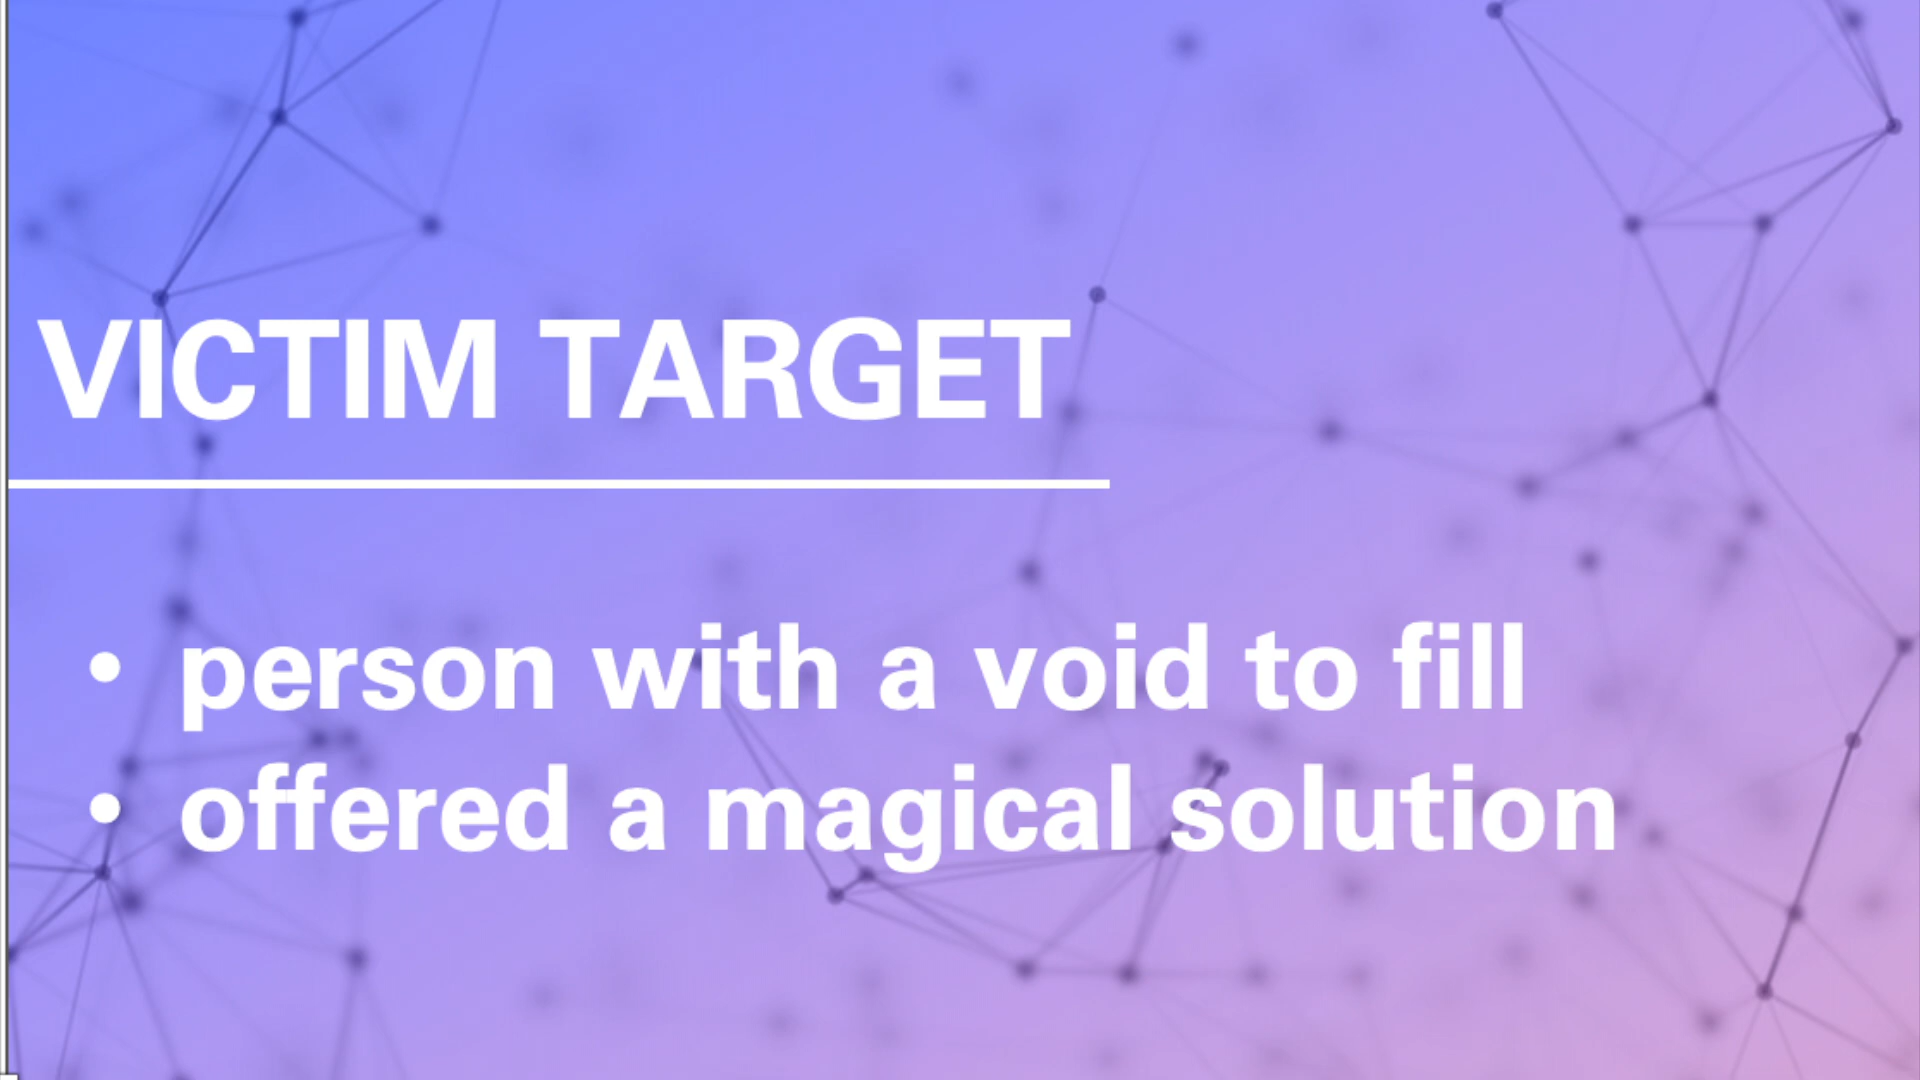 VICTIM TARGET
• person with a void to fill
• offered a magical solution